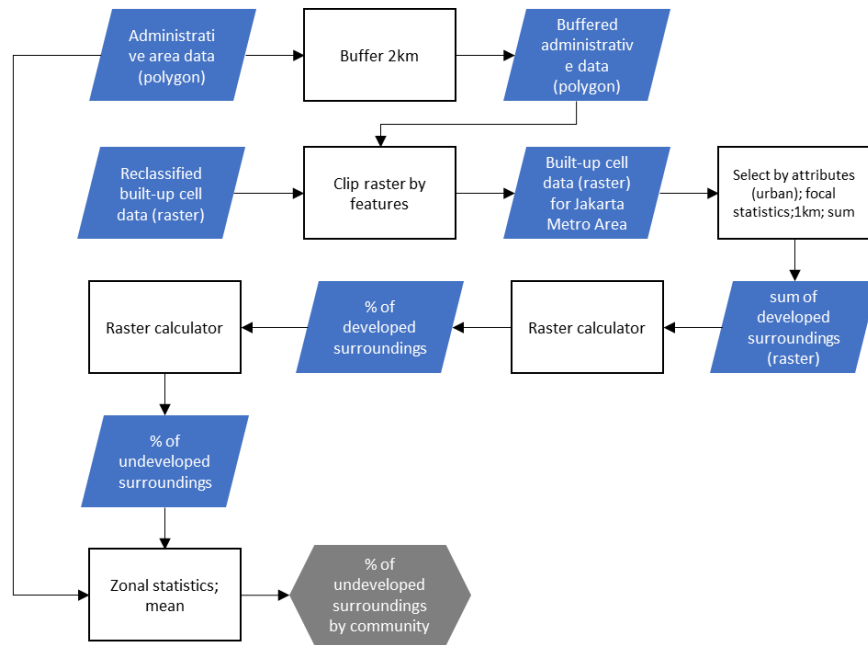 Administrati
ve area data
(polygon)
Buffer 2km
Buffered
administrativ
e data
(polygon)
Reclassified
built-up cell
data (raster)
Clip raster by
features
Built-up cell
data (raster)
for Jakarta
Metro Area
Select by attributes
(urban); focal
statistics;1km; sum
Raster calculator
% of
developed
surroundings
Raster calculator
sum of
developed
surroundings
(raster)
% of
undeveloped
surroundings
Zonal statistics;
mean
% of
undeveloped
surroundings
by community